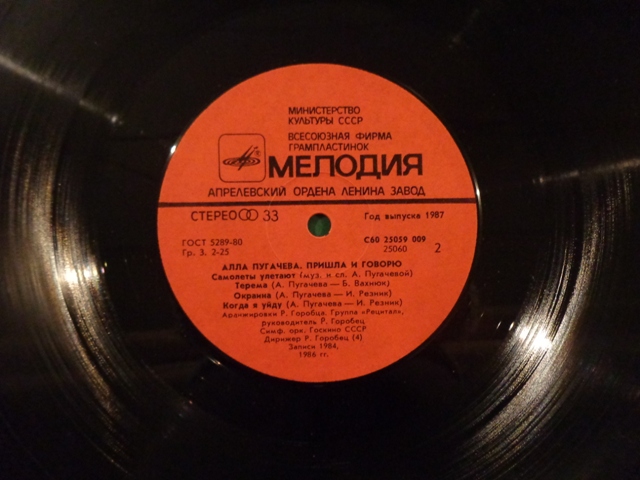 МИНИСТЕРСТВО
КУЛЬТУРЫ СССР
ВСЕСОЮЗНАЯ ФИРМА
ГРАМПЛАСТИНОК
МЕЛОДИЯ
АПРЕЛЕВСКИЙ ОРДЕНА ЛЕНИНА ЗАВОД
СТЕРЕО 33
Год выпуска 1987
ГОСТ 5289-80
Гр. 3. 2-25
С60 25059 009
25060
2
АЛЛА ПУГАЧЕВА. ПРИШЛА И ГОВОРЮ
Самолеты улетают (муз. и сл. А. Пугачевой)
Терема (А. Пугачева — Б. Вахнюк)
Окраина (А. Пугачева — И. Резник)
Когда я уйду (А. Пугачева — И. Резник)
Аранжировки Р. Горобца. Группа «Рецитал»,
руководитель Р. Горобец
Симф. орк. Госкино СССР
Дирижер Р. Горобец (4)
Записи 1984,
1986 гг.